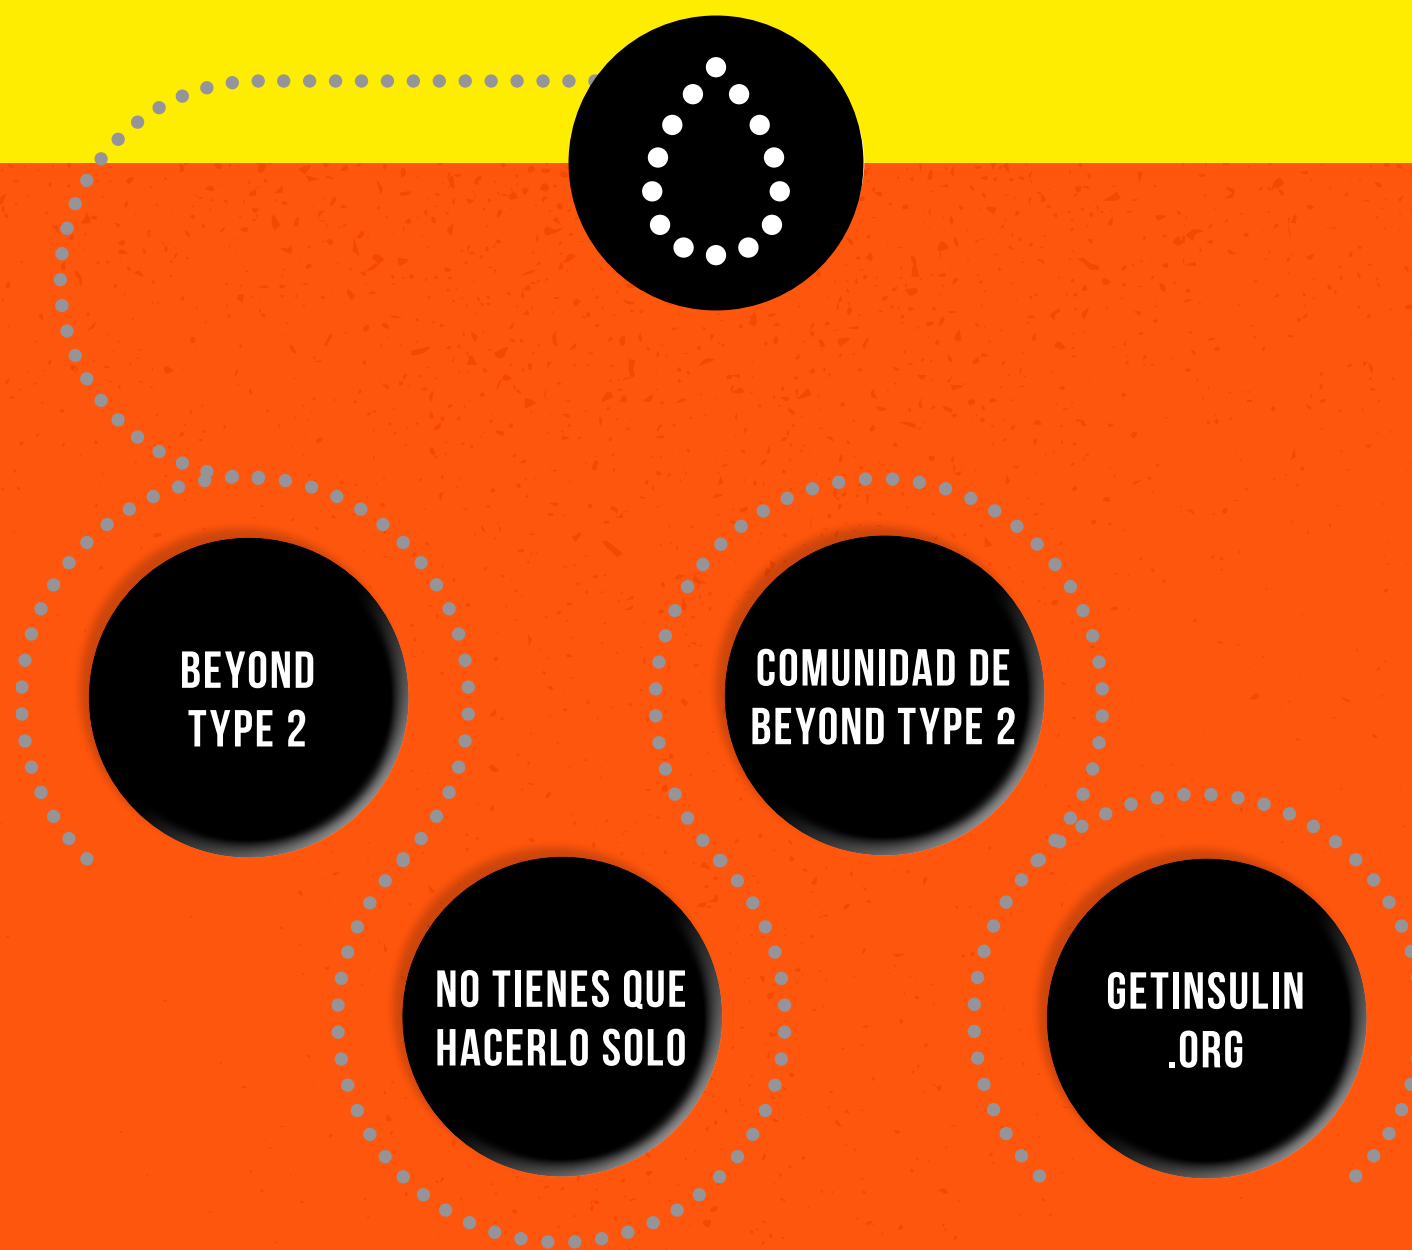 BEYOND
TYPE 2
COMUNIDAD DE
BEYOND TYPE 2
NO TIENES QUE
HACERLO SOLO
GETINSULIN
.ORG